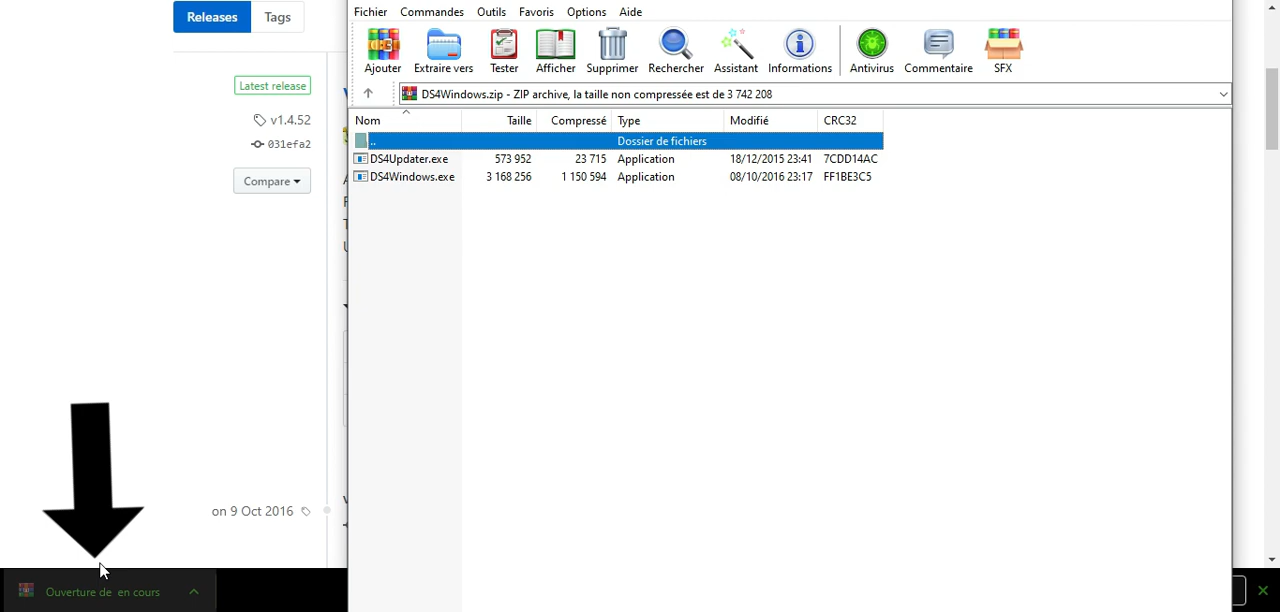 Releases Tags
Latest release
v1.4.52
031efa2
Compare
on 9 Oct 2016
Fichier Commandes Outils Favoris Options Aide
Ajouter Extraire vers Tester Afficher Supprimer Rechercher Assistant Informations Antivirus Commentaire SFX
DS4Windows.zip - ZIP archive, la taille non compressée est de 3 742 208
Nom Taille Compressé Type Modifié CRC32
.. Dossier de fichiers
DS4Updater.exe 573 952 23 715 Application 18/12/2015 23:41 7CDD14AC
DS4Windows.exe 3 168 256 1 150 594 Application 08/10/2016 23:17 FF1BE3C5
Ouverture de en cours